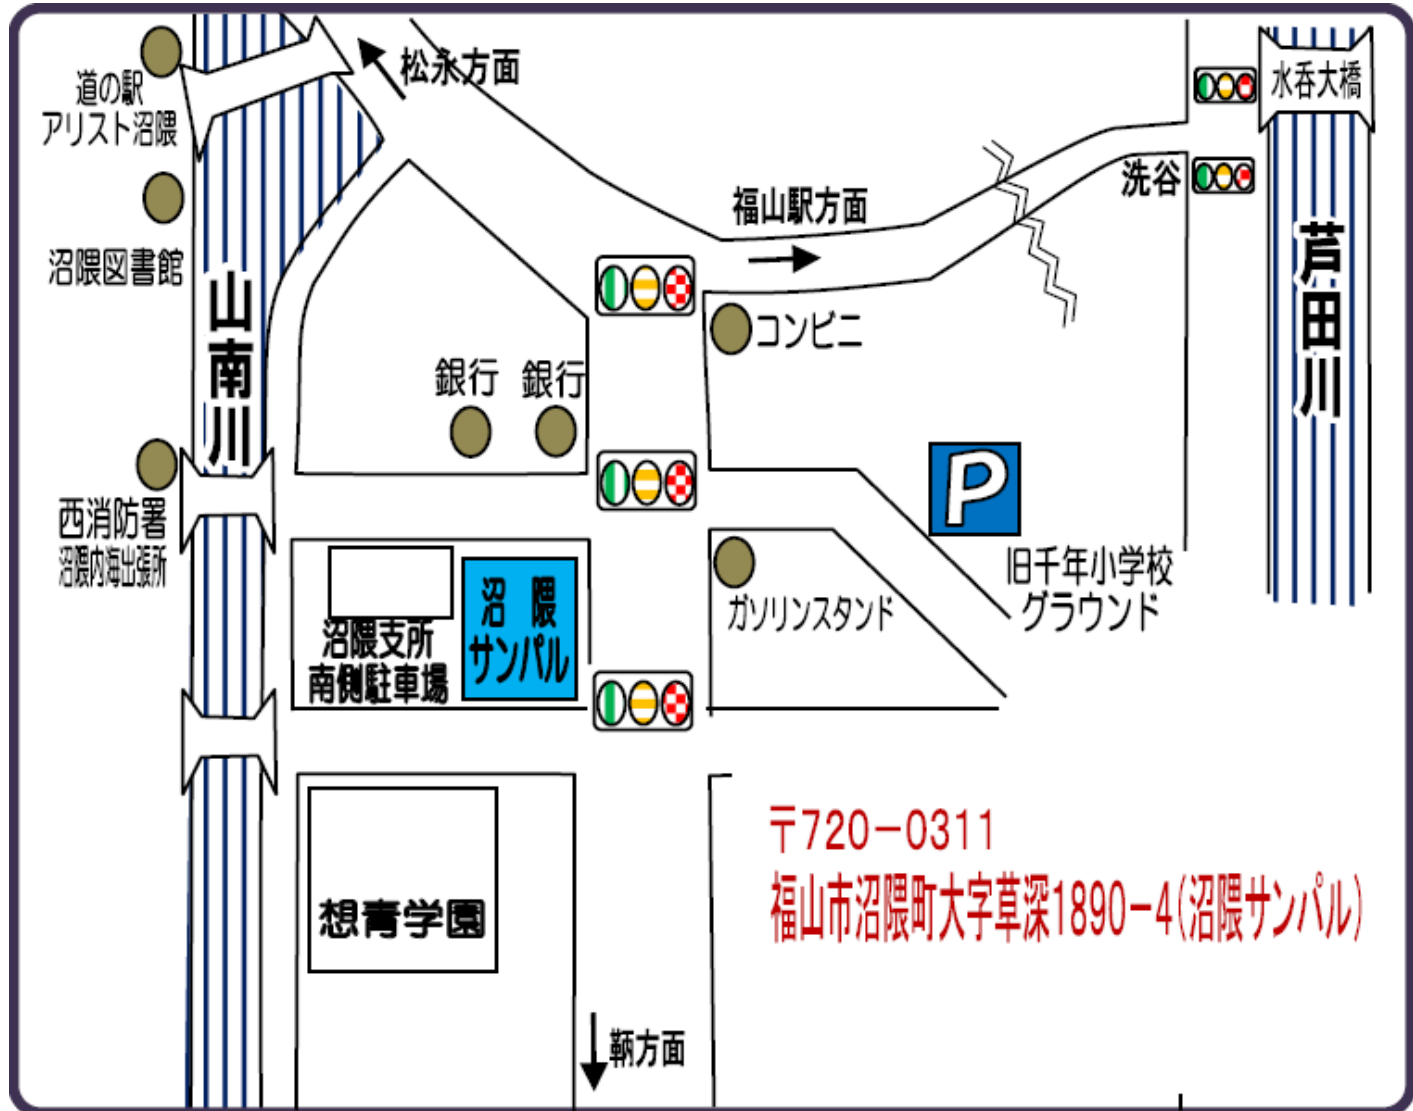 松永方面
水呑大橋
道の駅
アリスト沼隈
洗谷
福山駅方面
沼隈図書館
芦田川
山南川
コンビニ
銀行 銀行
P
西消防署
沼隈内海出張所
旧千年小学校
グラウンド
ガソリンスタンド
沼隈
サンパル
沼隈支所
南側駐車場
〒720-0311
福山市沼隈町大字草深1890-4(沼隈サンパル)
想青学園
鞆方面